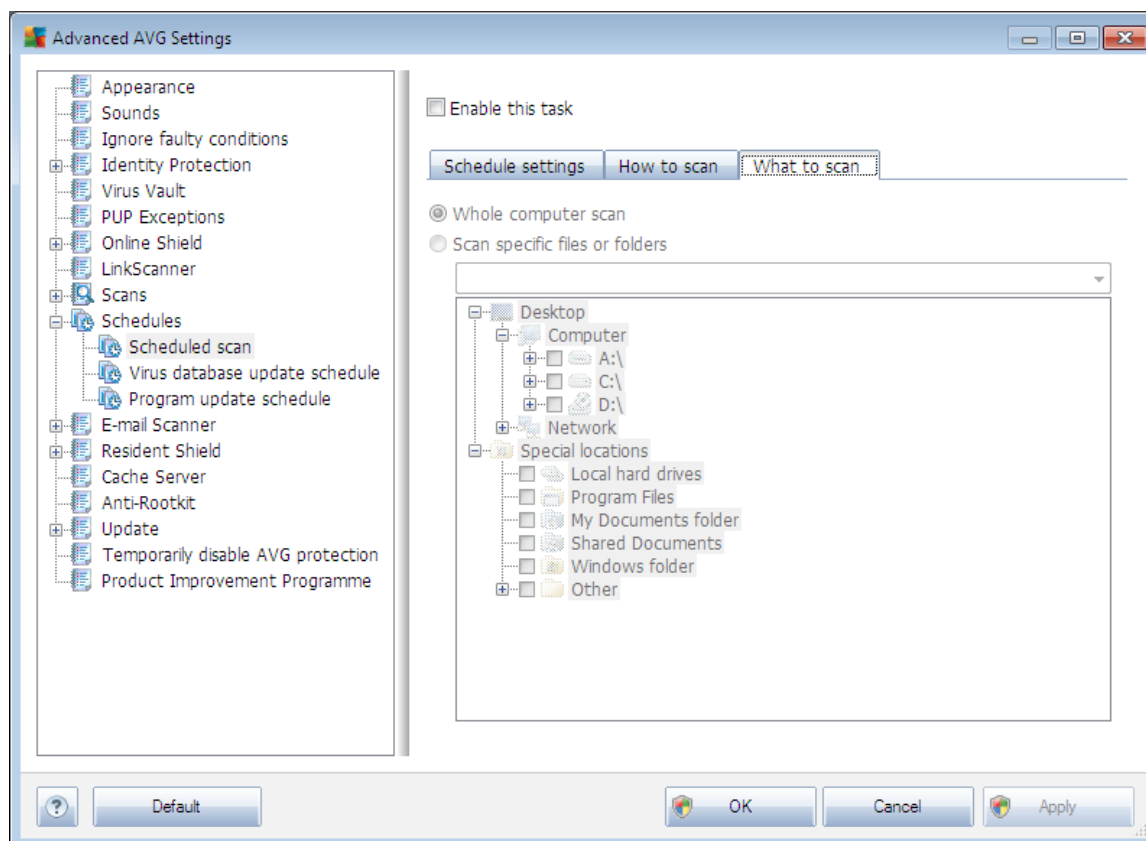 Advanced AVG Settings
Appearance
Sounds
Ignore faulty conditions
Identity Protection
Virus Vault
PUP Exceptions
Online Shield
LinkScanner
Scans
Schedules
Scheduled scan
Virus database update schedule
Program update schedule
E-mail Scanner
Resident Shield
Cache Server
Anti-Rootkit
Update
Temporarily disable AVG protection
Product Improvement Programme
Enable this task
Schedule settings
How to scan
What to scan
Whole computer scan
Scan specific files or folders
Desktop
Computer
A:\
C:\
D:\
Network
Special locations
Local hard drives
Program Files
My Documents folder
Shared Documents
Windows folder
Other
?
Default
OK
Cancel
Apply